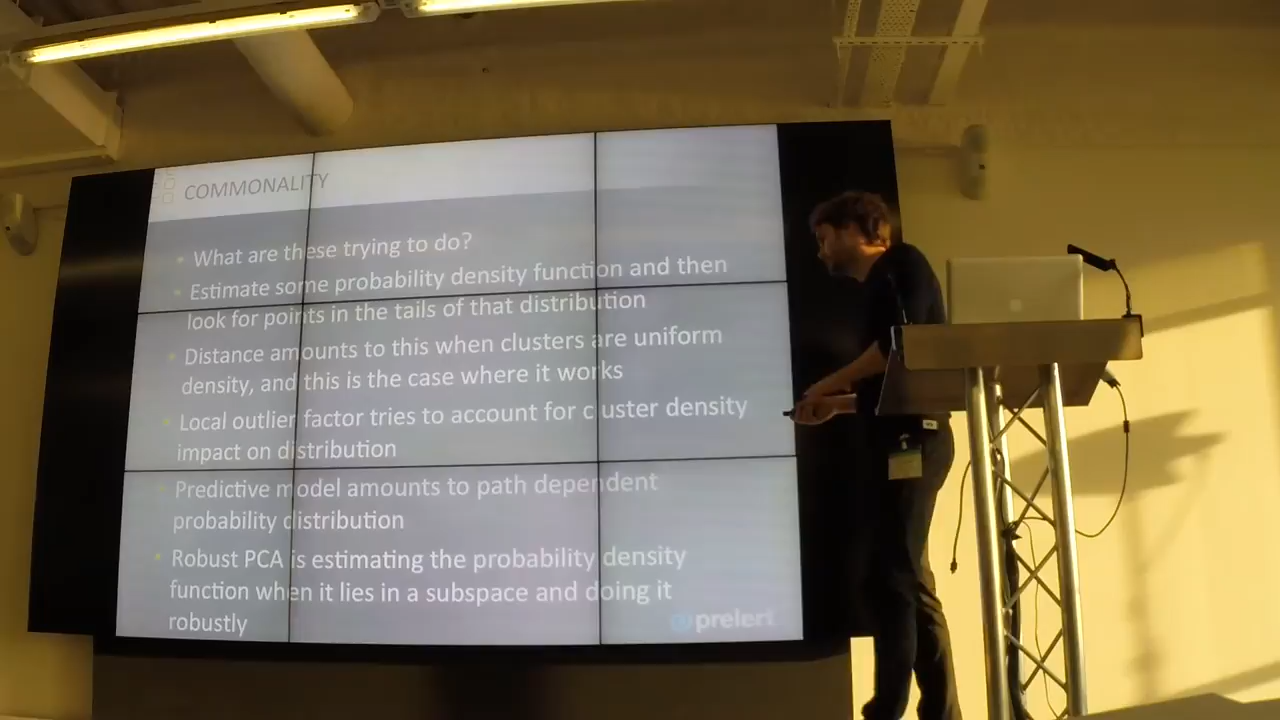 COMMONALITY
What are these trying to do?
Estimate some probability density function and then
look for points in the tails of that distribution
Distance amounts to this when clusters are uniform
density, and this is the case where it works
Local outlier factor tries to account for cluster density
impact on distribution
Predictive model amounts to path dependent
probability distribution
Robust PCA is estimating the probability density
function when it lies in a subspace and doing it
robustly
prelert